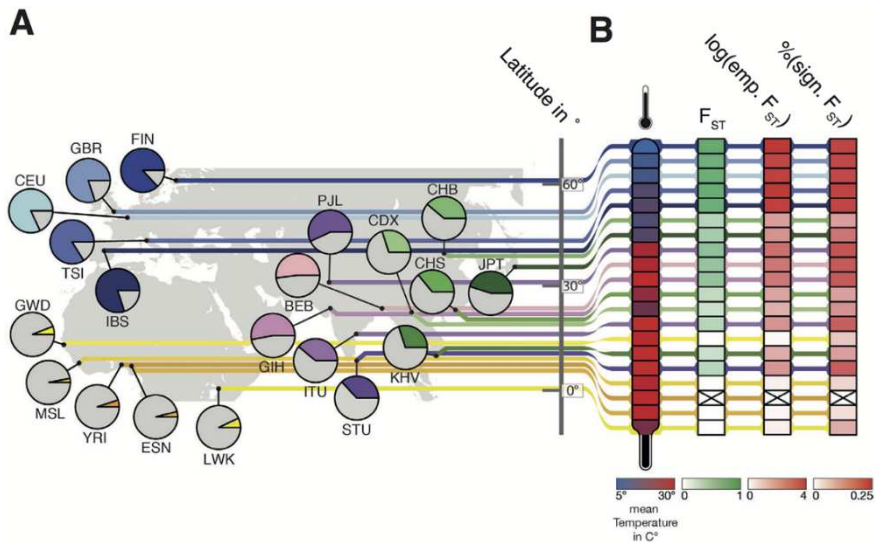 A
B
Latitude in °
log(emp. FST)
%(sign. FST)
FST
FIN
GBR
CEU
PJL
CHB
CDX
60°
TSI
CHS
JPT
IBS
BEB
30°
GWD
GIH
ITU
KHV
MSL
YRI
ESN
LWK
STU
0°
5° 30° 0 1 0 4 0 0.25
mean
Temperature
in C°